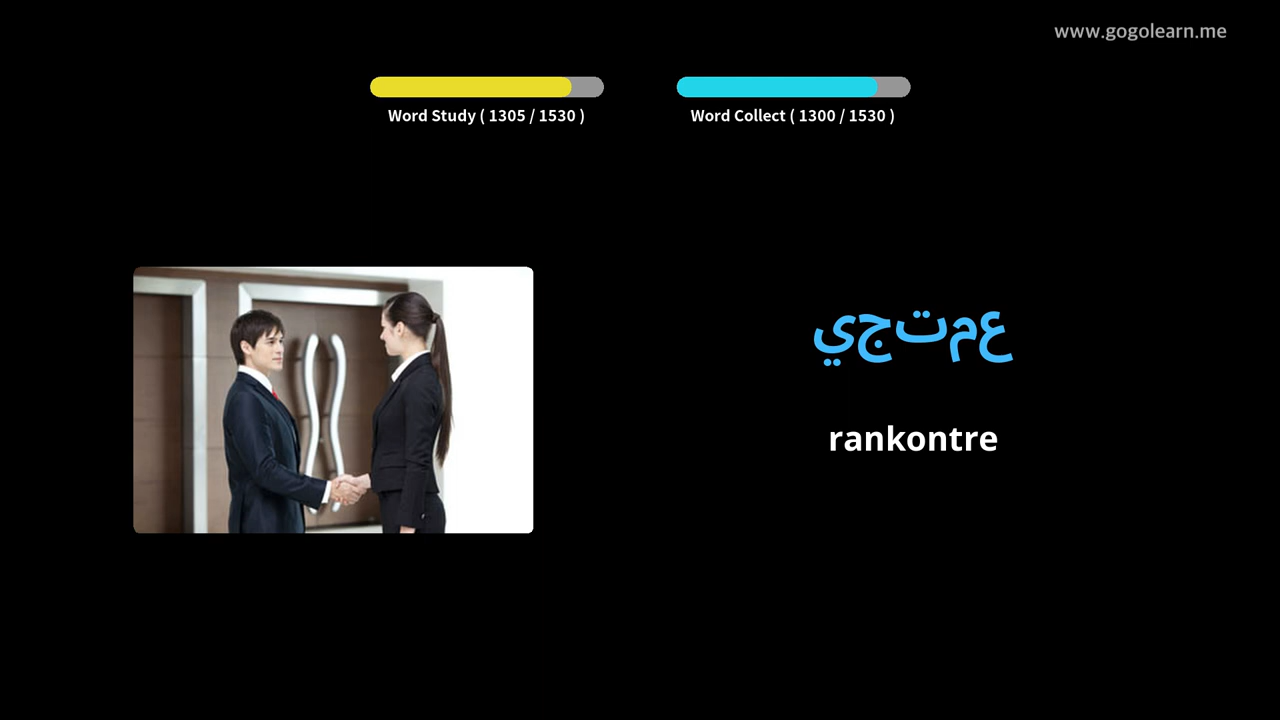 www.gogolearn.me
Word Study ( 1305 / 1530 )
Word Collect ( 1300 / 1530 )
يجتمع
rankontre